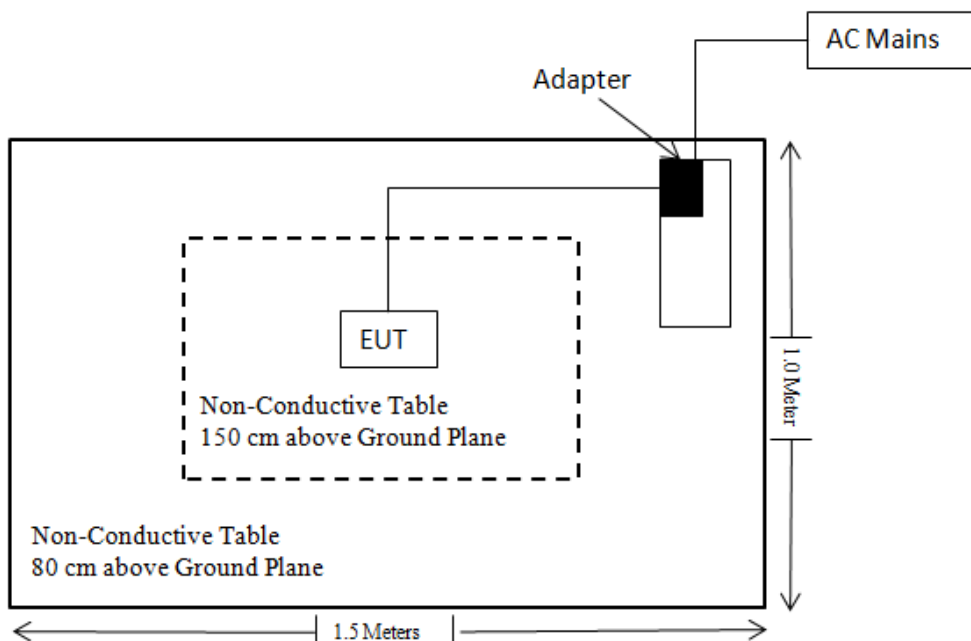 AC Mains
Adapter
EUT
Non-Conductive Table
150 cm above Ground Plane
1.0 Meter
Non-Conductive Table
80 cm above Ground Plane
1.5 Meters